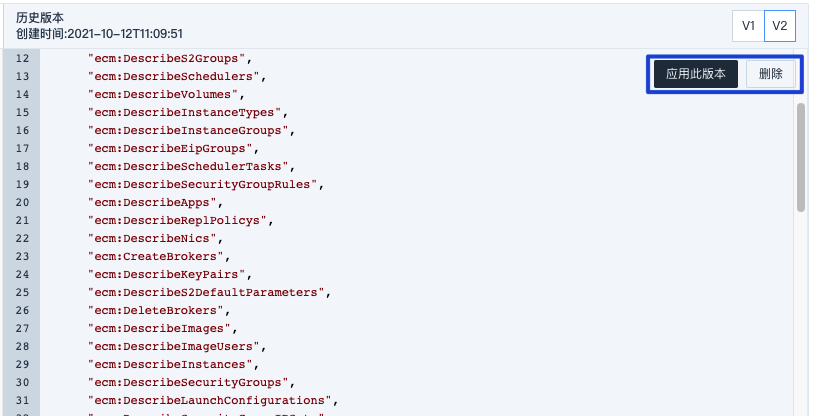 历史版本
创建时间:2021-10-12T11:09:51
V1 V2
应用此版本 删除
12 "ecm:DescribeS2Groups",
13 "ecm:DescribeSchedulers",
14 "ecm:DescribeVolumes",
15 "ecm:DescribeInstanceTypes",
16 "ecm:DescribeInstanceGroups",
17 "ecm:DescribeEipGroups",
18 "ecm:DescribeSchedulerTasks",
19 "ecm:DescribeSecurityGroupRules",
20 "ecm:DescribeApps",
21 "ecm:DescribeReplPolicys",
22 "ecm:DescribeNics",
23 "ecm:CreateBrokers",
24 "ecm:DescribeKeyPairs",
25 "ecm:DescribeS2DefaultParameters",
26 "ecm:DeleteBrokers",
27 "ecm:DescribeImages",
28 "ecm:DescribeImageUsers",
29 "ecm:DescribeInstances",
30 "ecm:DescribeSecurityGroups",
31 "ecm:DescribeLaunchConfigurations",